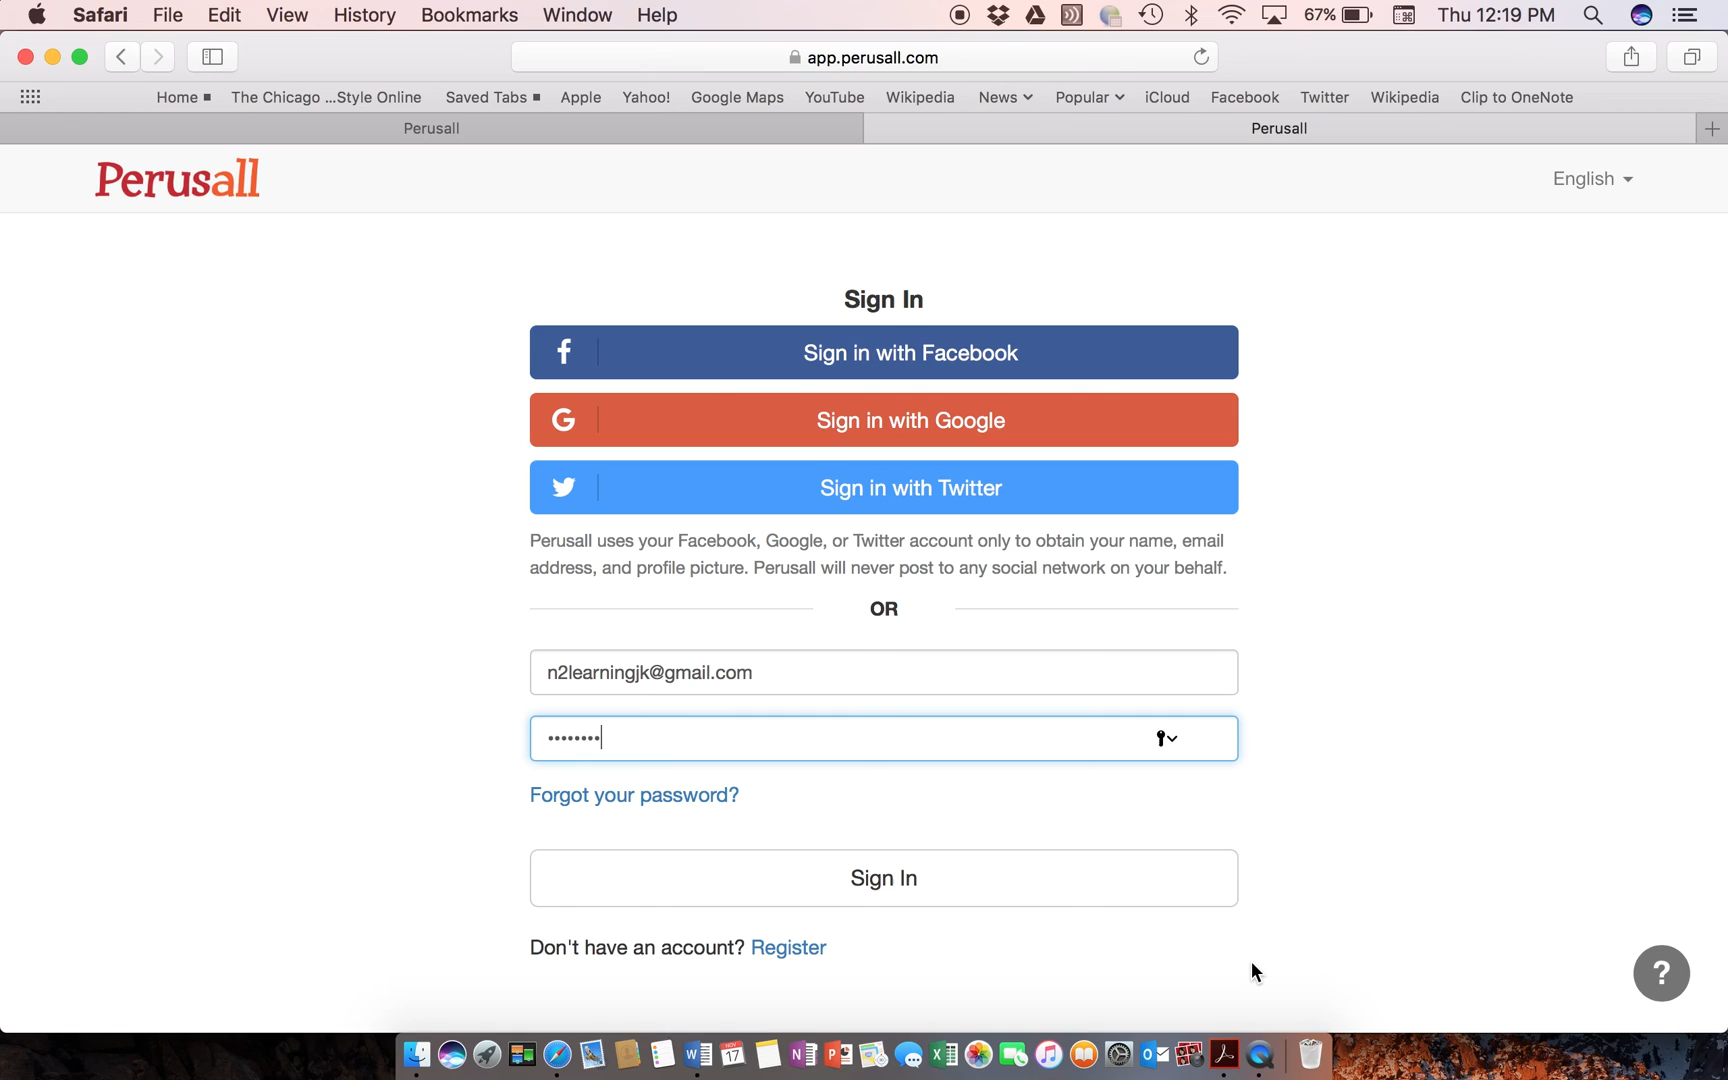 Safari File Edit View History Bookmarks Window Help 67% Thu 12:19 PM
app.perusall.com
Home The Chicago ...Style Online Saved Tabs Apple Yahoo! Google Maps YouTube Wikipedia News Popular iCloud Facebook Twitter Wikipedia Clip to OneNote
Perusall Perusall
Perusall English
Sign In
Sign in with Facebook
Sign in with Google
Sign in with Twitter
Perusall uses your Facebook, Google, or Twitter account only to obtain your name, email
address, and profile picture. Perusall will never post to any social network on your behalf.
OR
n2learningjk@gmail.com
••••••••
Forgot your password?
Sign In
Don't have an account? Register
?
NOV
17